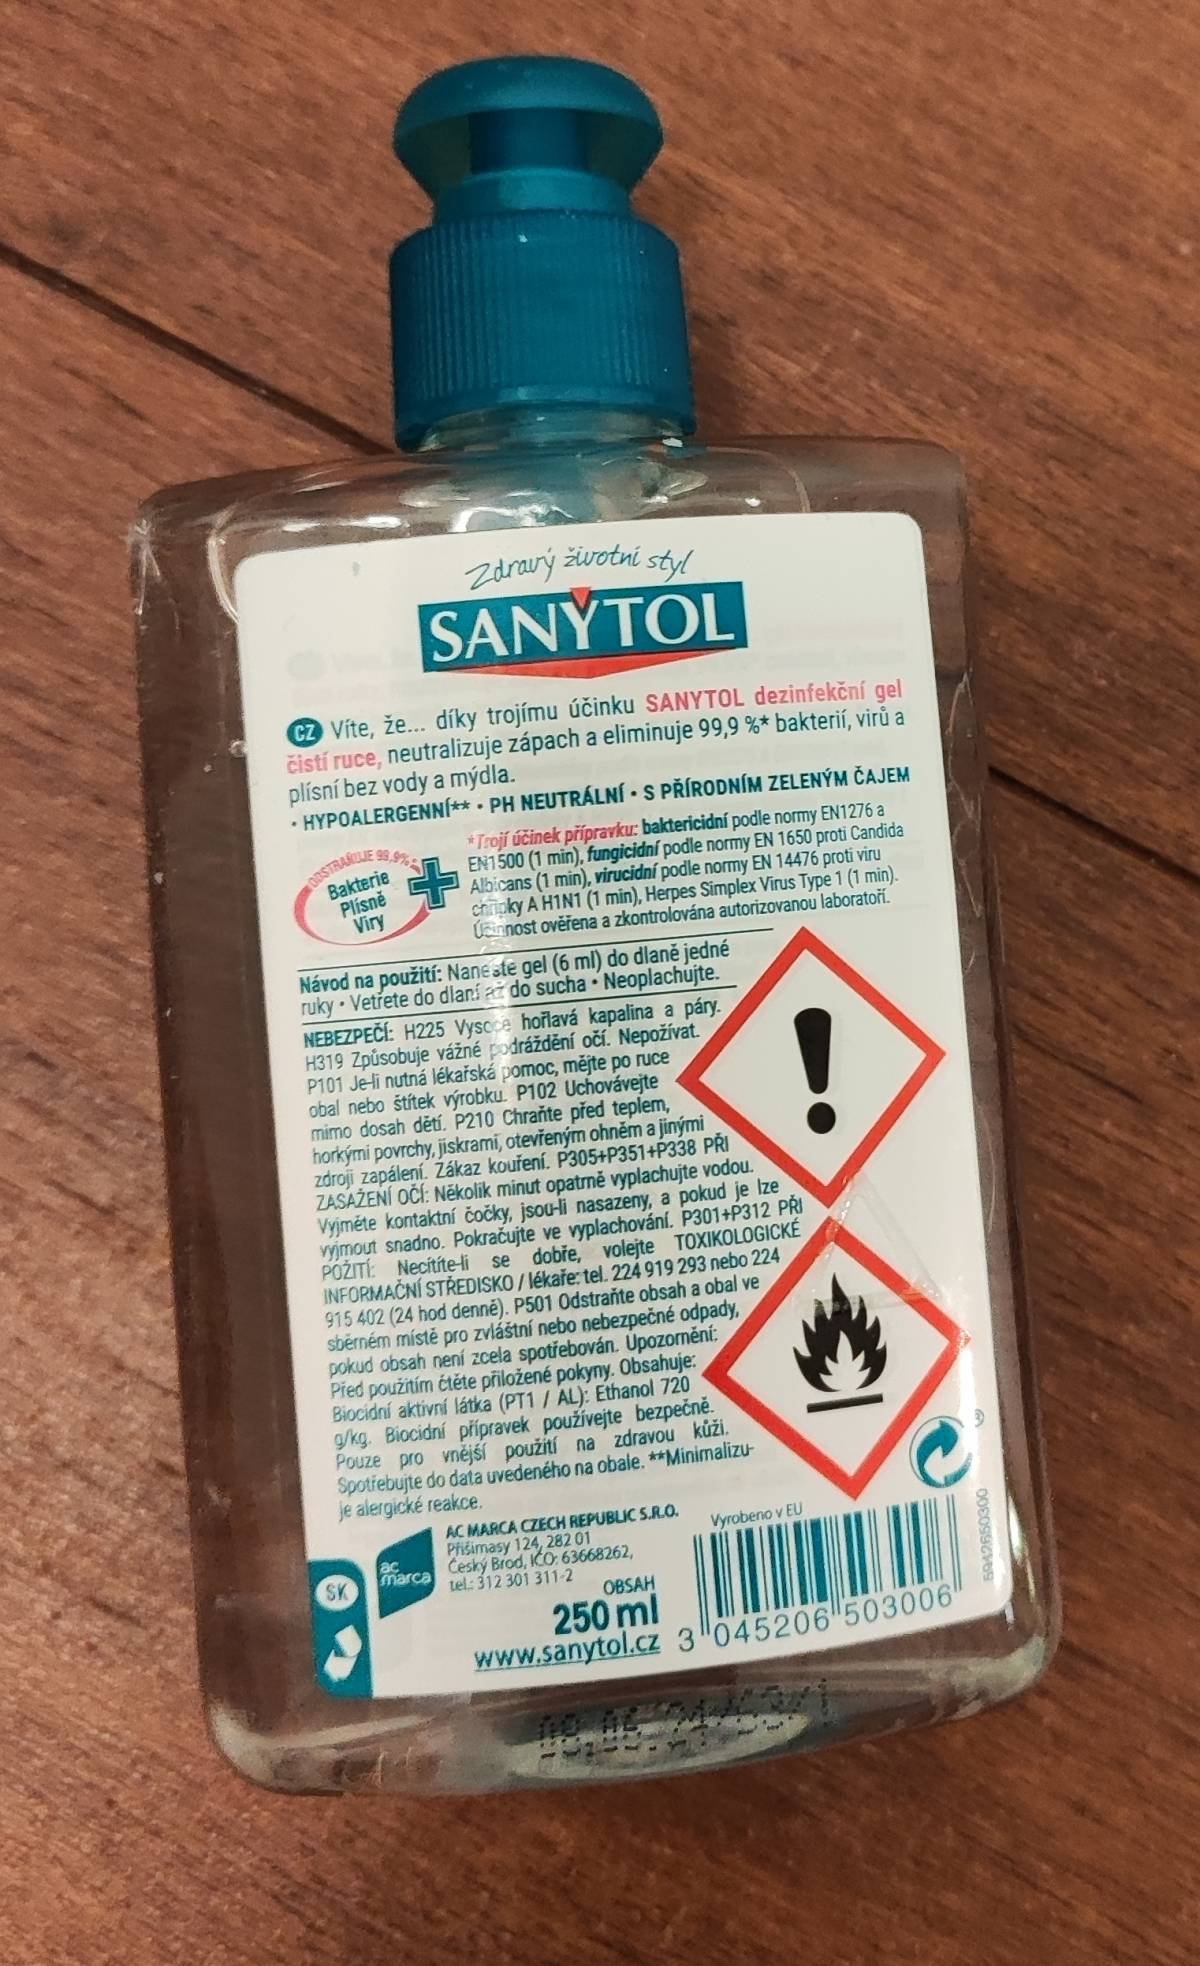 Zdravý životní styl
SANYTOL
CZ Víte, že... díky trojímu účinku SANYTOL dezinfekční gel
čistí ruce, neutralizuje zápach a eliminuje 99,9 %* bakterií, virů a
plísní bez vody a mýdla.
• HYPOALERGENNÍ** • PH NEUTRÁLNÍ • S PŘÍRODNÍM ZELENÝM ČAJEM
ODSTRAŇUJE 99,9%
Bakterie
Plísně
Viry
*Trojí účinek přípravku: baktericidní podle normy EN1276 a
EN1500 (1 min), fungicidní podle normy EN 1650 proti Candida
Albicans (1 min), virucidní podle normy EN 14476 proti viru
chřipky A H1N1 (1 min), Herpes Simplex Virus Type 1 (1 min).
Účinnost ověřena a zkontrolována autorizovanou laboratoří.
Návod na použití: Naneste gel (6 ml) do dlaně jedné
ruky • Vetřete do dlaní až do sucha • Neoplachujte.
NEBEZPEČÍ: H225 Vysoce hořlavá kapalina a páry.
H319 Způsobuje vážné podráždění očí. Nepožívat.
P101 Je-li nutná lékařská pomoc, mějte po ruce
obal nebo štítek výrobku. P102 Uchovávejte
mimo dosah dětí. P210 Chraňte před teplem,
horkými povrchy, jiskrami, otevřeným ohněm a jinými
zdroji zapálení. Zákaz kouření. P305+P351+P338 PŘI
ZASAŽENÍ OČÍ: Několik minut opatrně vyplachujte vodou.
Vyjměte kontaktní čočky, jsou-li nasazeny, a pokud je lze
vyjmout snadno. Pokračujte ve vyplachování. P301+P312 PŘI
POŽITÍ: Necítíte-li se dobře, volejte TOXIKOLOGICKÉ
INFORMAČNÍ STŘEDISKO / lékaře: tel. 224 919 293 nebo 224
915 402 (24 hod denně). P501 Odstraňte obsah a obal ve
sběrném místě pro zvláštní nebo nebezpečné odpady,
pokud obsah není zcela spotřebován. Upozornění:
Před použitím čtěte přiložené pokyny. Obsahuje:
Biocidní aktivní látka (PT1 / AL): Ethanol 720
g/kg. Biocidní přípravek používejte bezpečně.
Pouze pro vnější použití na zdravou kůži.
Spotřebujte do data uvedeného na obale. **Minimalizu-
je alergické reakce.
SK
ac
marca
AC MARCA CZECH REPUBLIC S.R.O.
Přišimasy 124, 282 01
Český Brod, IČO: 63668262,
tel.: 312 301 311-2
OBSAH
250 ml
www.sanytol.cz
Vyrobeno v EU
3 045206 503006
5942650300